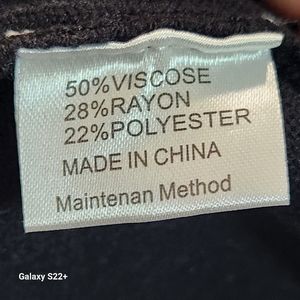 50%VISCOSE
28%RAYON
22%POLYESTER
MADE IN CHINA
Maintenan Method
Galaxy S22+